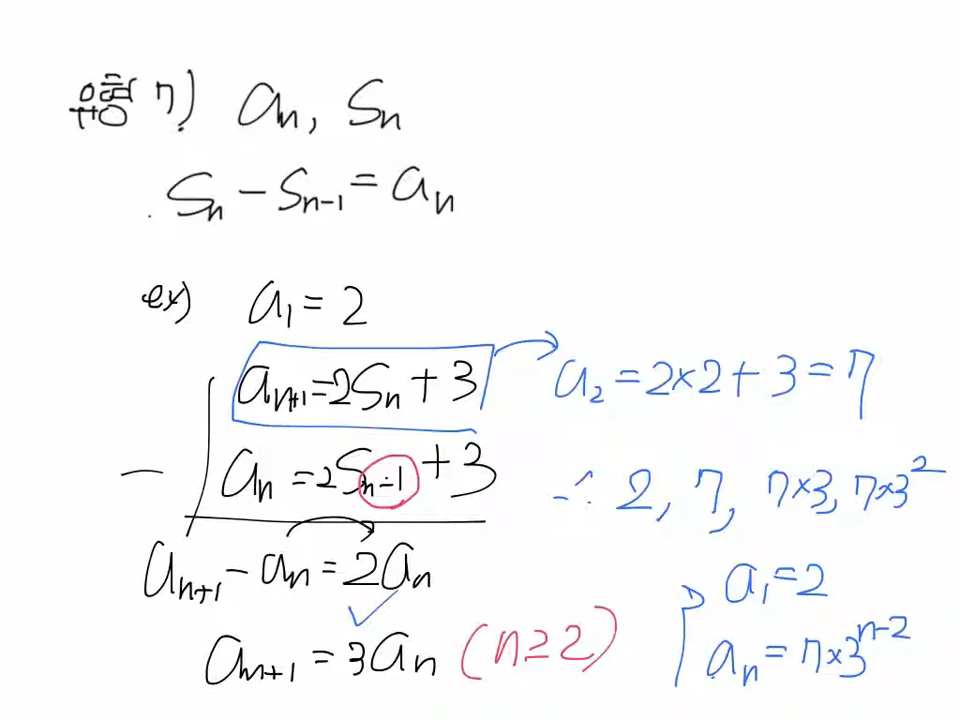 유형 7) aₙ, Sₙ
Sₙ - Sₙ₋₁ = aₙ
ex) a₁ = 2
aₙ₊₁ = 2Sₙ + 3 → a₂ = 2×2 + 3 = 7
- aₙ = 2Sₙ₋₁ + 3
∴ 2, 7, 7×3, 7×3²
aₙ₊₁ - aₙ = 2aₙ
a₁ = 2
aₙ₊₁ = 3aₙ (n≥2)
aₙ = 7×3ⁿ⁻²